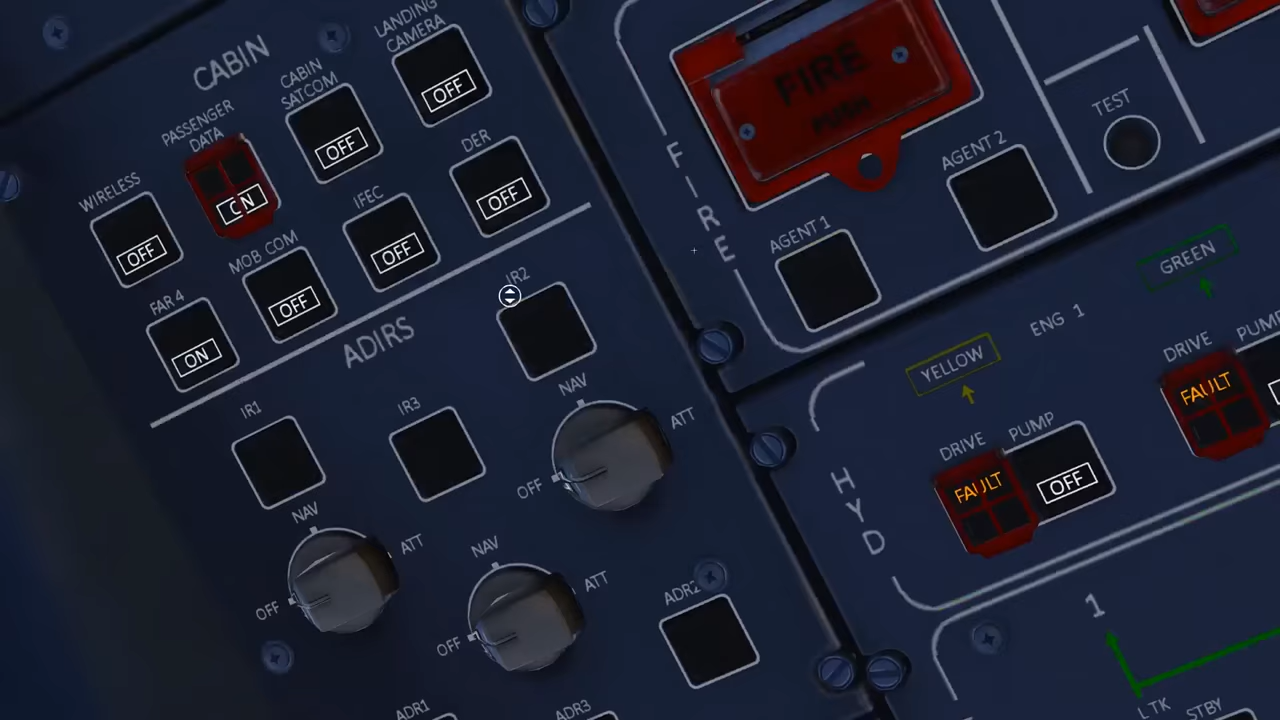 CABIN
LANDING
CAMERA
OFF
CABIN
SATCOM
OFF
PASSENGER
DATA
ON
WIRELESS
OFF
DER
OFF
IFEC
OFF
MOB COM
OFF
FAR 4
ON
ADIRS
IR2
IR1
IR3
NAV
ATT
OFF
NAV
ATT
OFF
NAV
ATT
OFF
ADR2
ADR1
ADR3
FIRE
FIRE
PUSH
AGENT 1
AGENT 2
TEST
HYD
YELLOW
ENG 1
GREEN
DRIVE
PUMP
FAULT
OFF
DRIVE
PUMP
FAULT
1
STBY